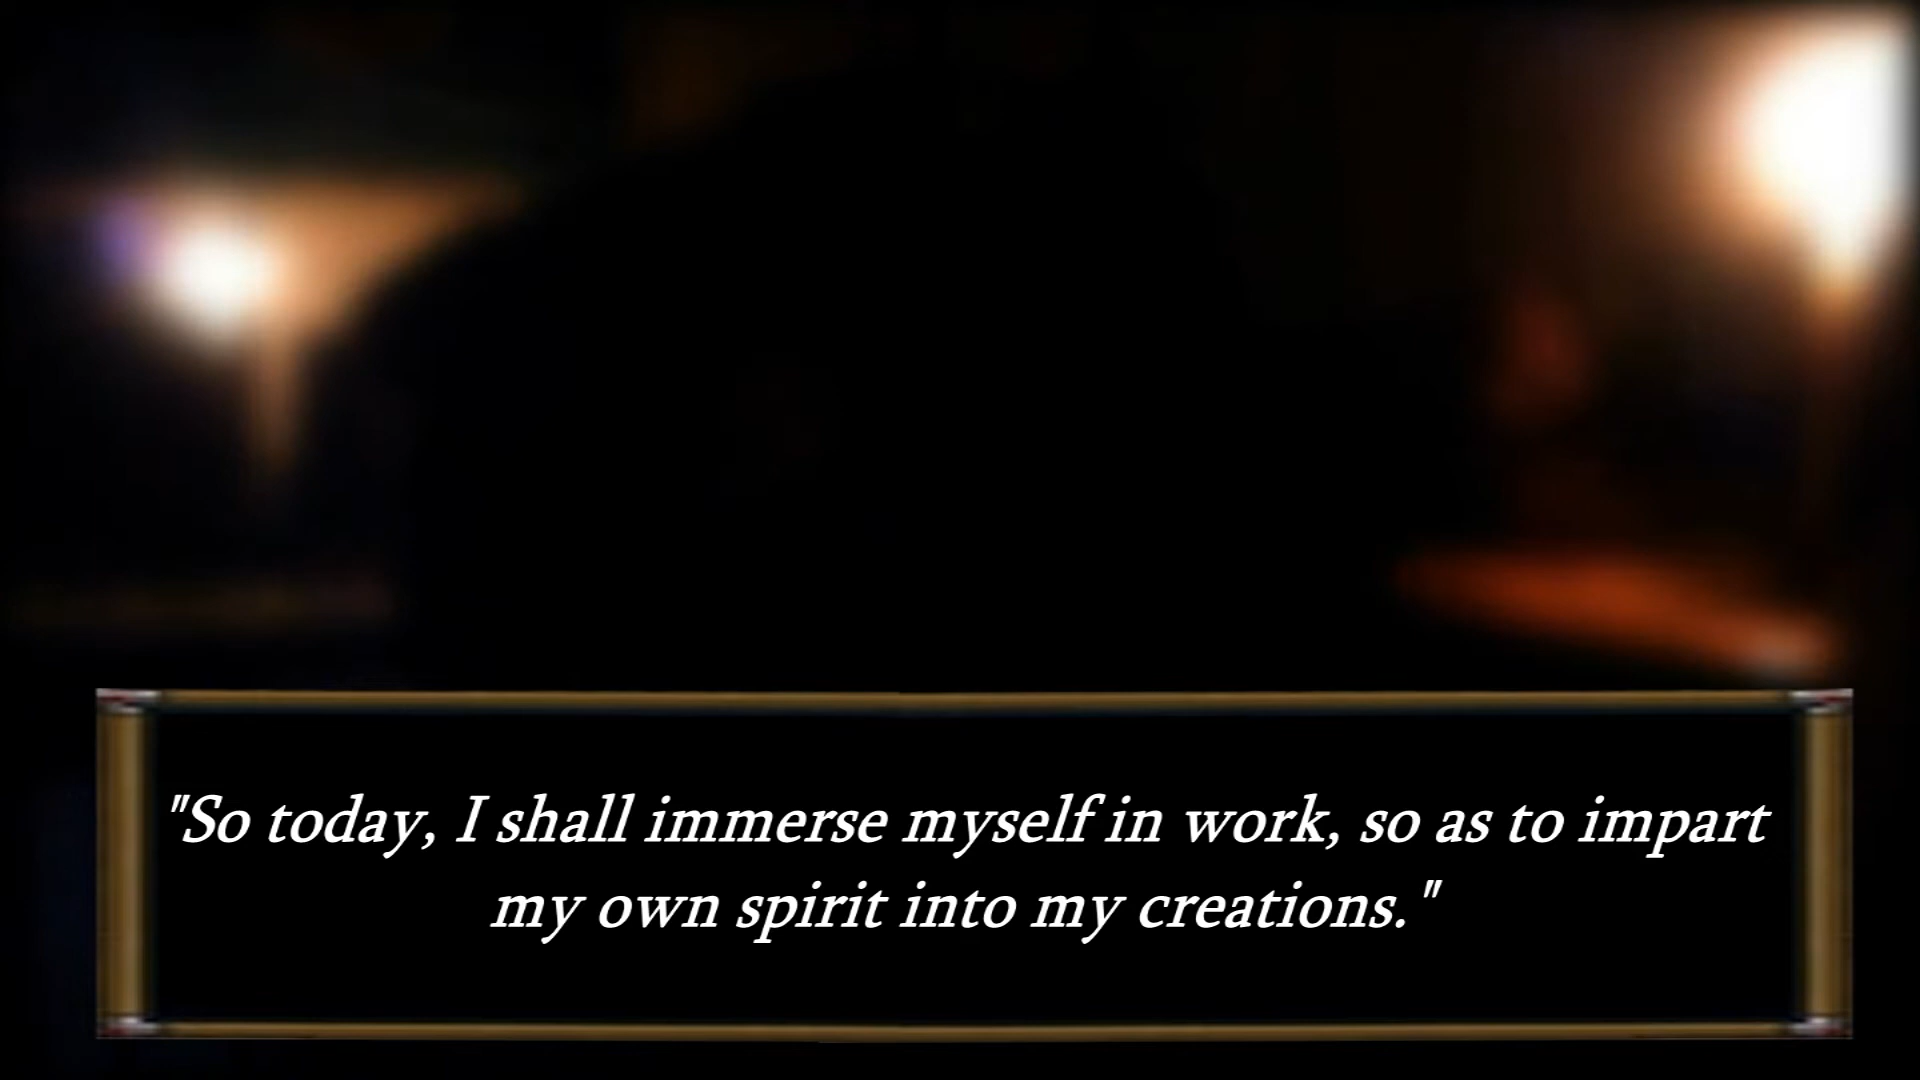 "So today, I shall immerse myself in work, so as to impart
my own spirit into my creations."